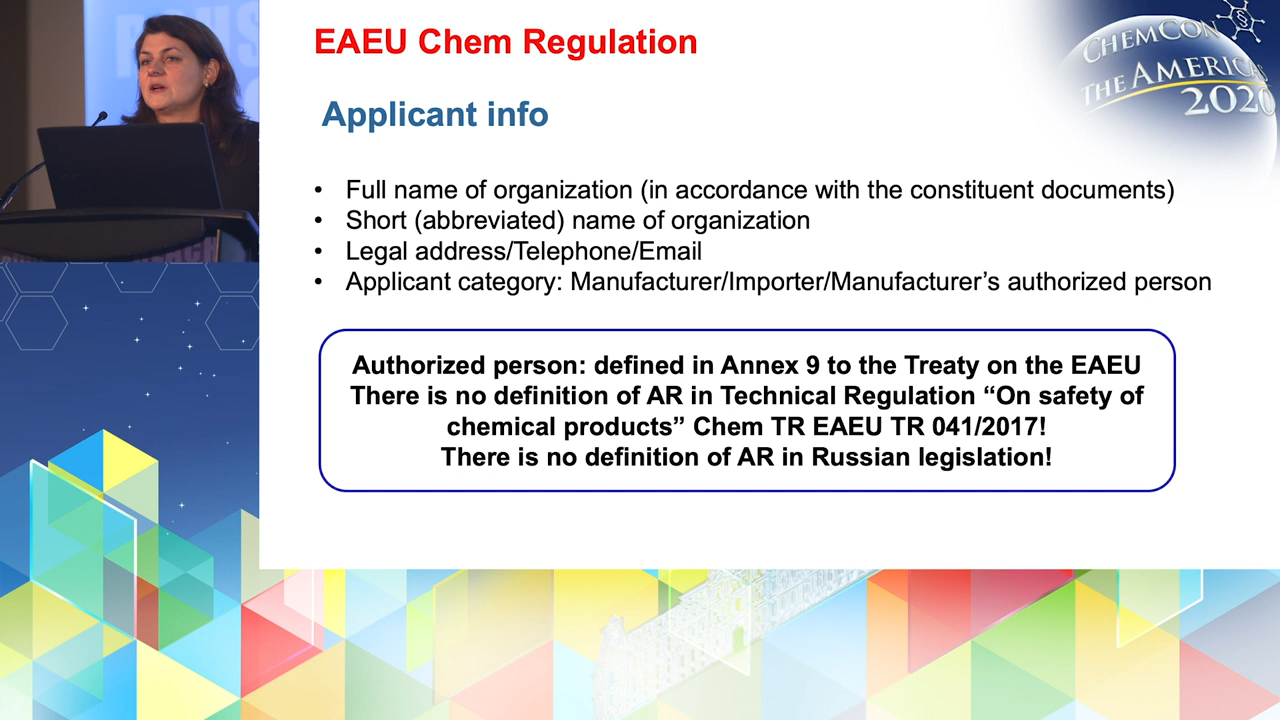 EAEU Chem Regulation
CHEMCON
THE AMERICAS
2020
Applicant info
• Full name of organization (in accordance with the constituent documents)
• Short (abbreviated) name of organization
• Legal address/Telephone/Email
• Applicant category: Manufacturer/Importer/Manufacturer’s authorized person
Authorized person: defined in Annex 9 to the Treaty on the EAEU
There is no definition of AR in Technical Regulation “On safety of
chemical products” Chem TR EAEU TR 041/2017!
There is no definition of AR in Russian legislation!